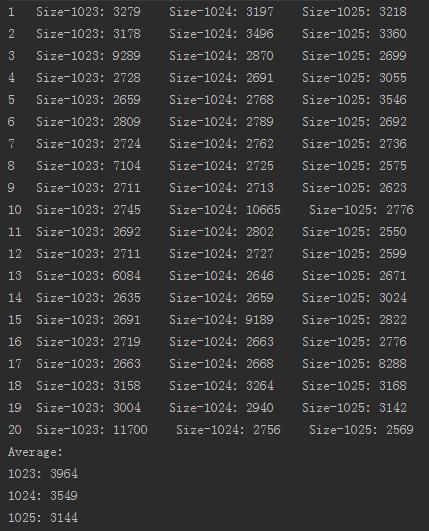 1 Size-1023: 3279 Size-1024: 3197 Size-1025: 3218
2 Size-1023: 3178 Size-1024: 3496 Size-1025: 3360
3 Size-1023: 9289 Size-1024: 2870 Size-1025: 2699
4 Size-1023: 2728 Size-1024: 2691 Size-1025: 3055
5 Size-1023: 2659 Size-1024: 2768 Size-1025: 3546
6 Size-1023: 2809 Size-1024: 2789 Size-1025: 2692
7 Size-1023: 2724 Size-1024: 2762 Size-1025: 2736
8 Size-1023: 7104 Size-1024: 2725 Size-1025: 2575
9 Size-1023: 2711 Size-1024: 2713 Size-1025: 2623
10 Size-1023: 2745 Size-1024: 10665 Size-1025: 2776
11 Size-1023: 2692 Size-1024: 2802 Size-1025: 2550
12 Size-1023: 2711 Size-1024: 2727 Size-1025: 2599
13 Size-1023: 6084 Size-1024: 2646 Size-1025: 2671
14 Size-1023: 2635 Size-1024: 2659 Size-1025: 3024
15 Size-1023: 2691 Size-1024: 9189 Size-1025: 2822
16 Size-1023: 2719 Size-1024: 2663 Size-1025: 2776
17 Size-1023: 2663 Size-1024: 2668 Size-1025: 8288
18 Size-1023: 3158 Size-1024: 3264 Size-1025: 3168
19 Size-1023: 3004 Size-1024: 2940 Size-1025: 3142
20 Size-1023: 11700 Size-1024: 2756 Size-1025: 2569
Average:
1023: 3964
1024: 3549
1025: 3144